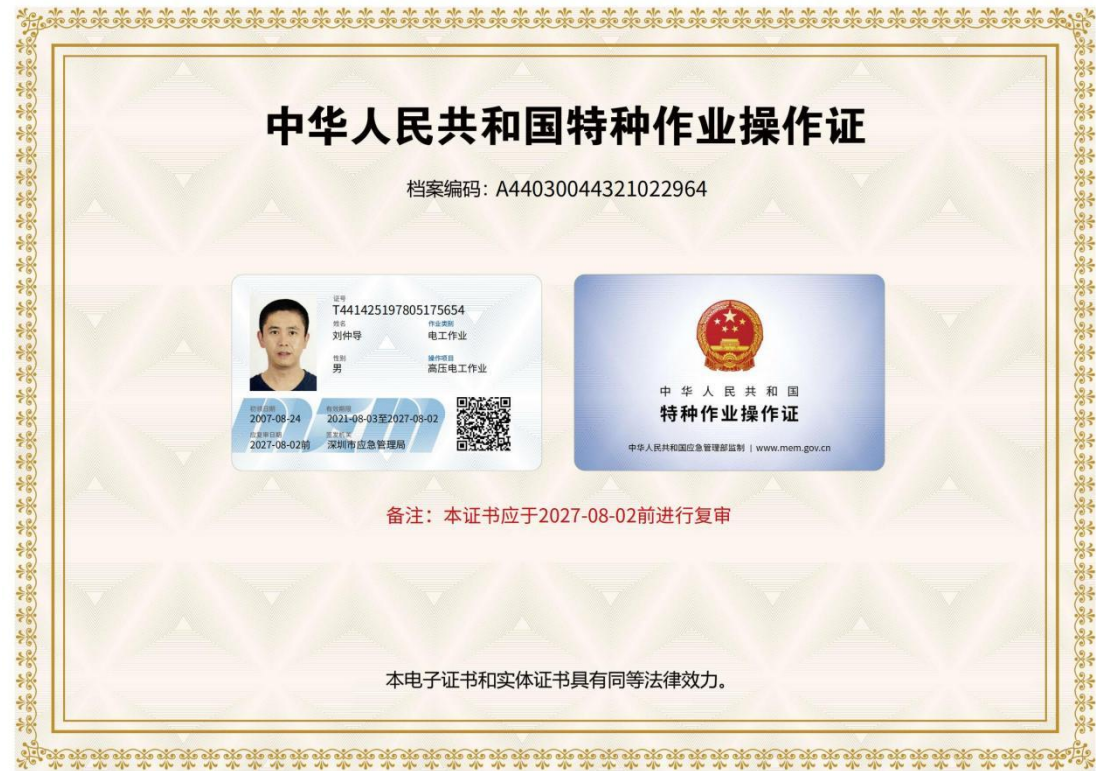 中华人民共和国特种作业操作证
档案编码：A44030044321022964
证号
T441425197805175654
姓名
作业类别
刘仲导
电工作业
性别
操作项目
男
高压电工作业
初领日期
有效期限
2007-08-24
2021-08-03至2027-08-02
应复审日期
签发机关
2027-08-02前
深圳市应急管理局
中华人民共和国
特种作业操作证
中华人民共和国应急管理部监制 | www.mem.gov.cn
备注：本证书应于2027-08-02前进行复审
本电子证书和实体证书具有同等法律效力。